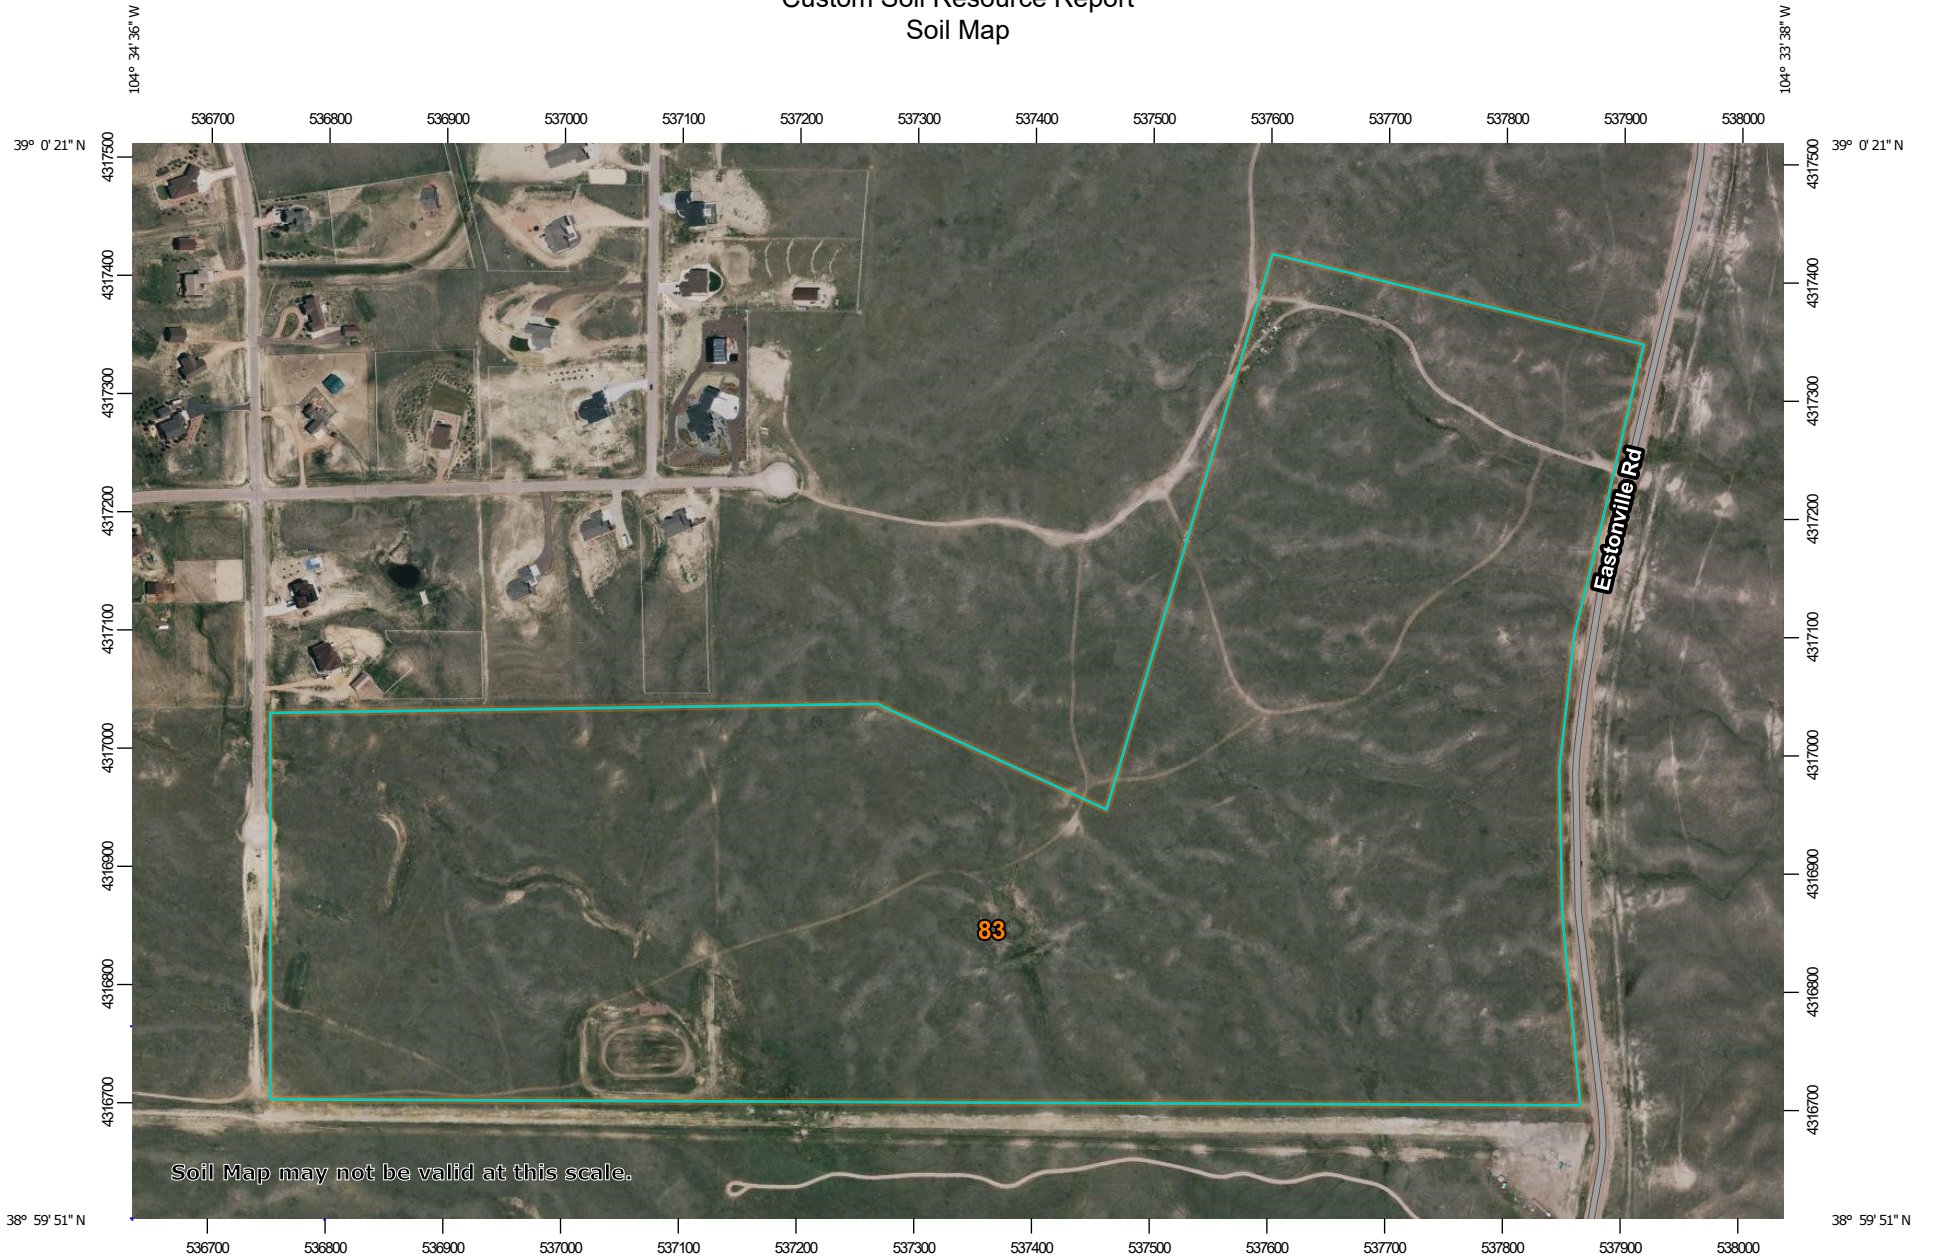 Custom Soil Resource Report
Soil Map
104° 34' 36" W
104° 33' 38" W
536700 536800 536900 537000 537100 537200 537300 537400 537500 537600 537700 537800 537900 538000
39° 0' 21" N
39° 0' 21" N
4317500
4317400
4317300
4317200
4317100
4317000
4316900
4316800
4316700
4317500
4317400
4317300
4317200
4317100
4317000
4316900
4316800
4316700
Eastonville Rd
83
Soil Map may not be valid at this scale.
38° 59' 51" N
38° 59' 51" N
536700 536800 536900 537000 537100 537200 537300 537400 537500 537600 537700 537800 537900 538000